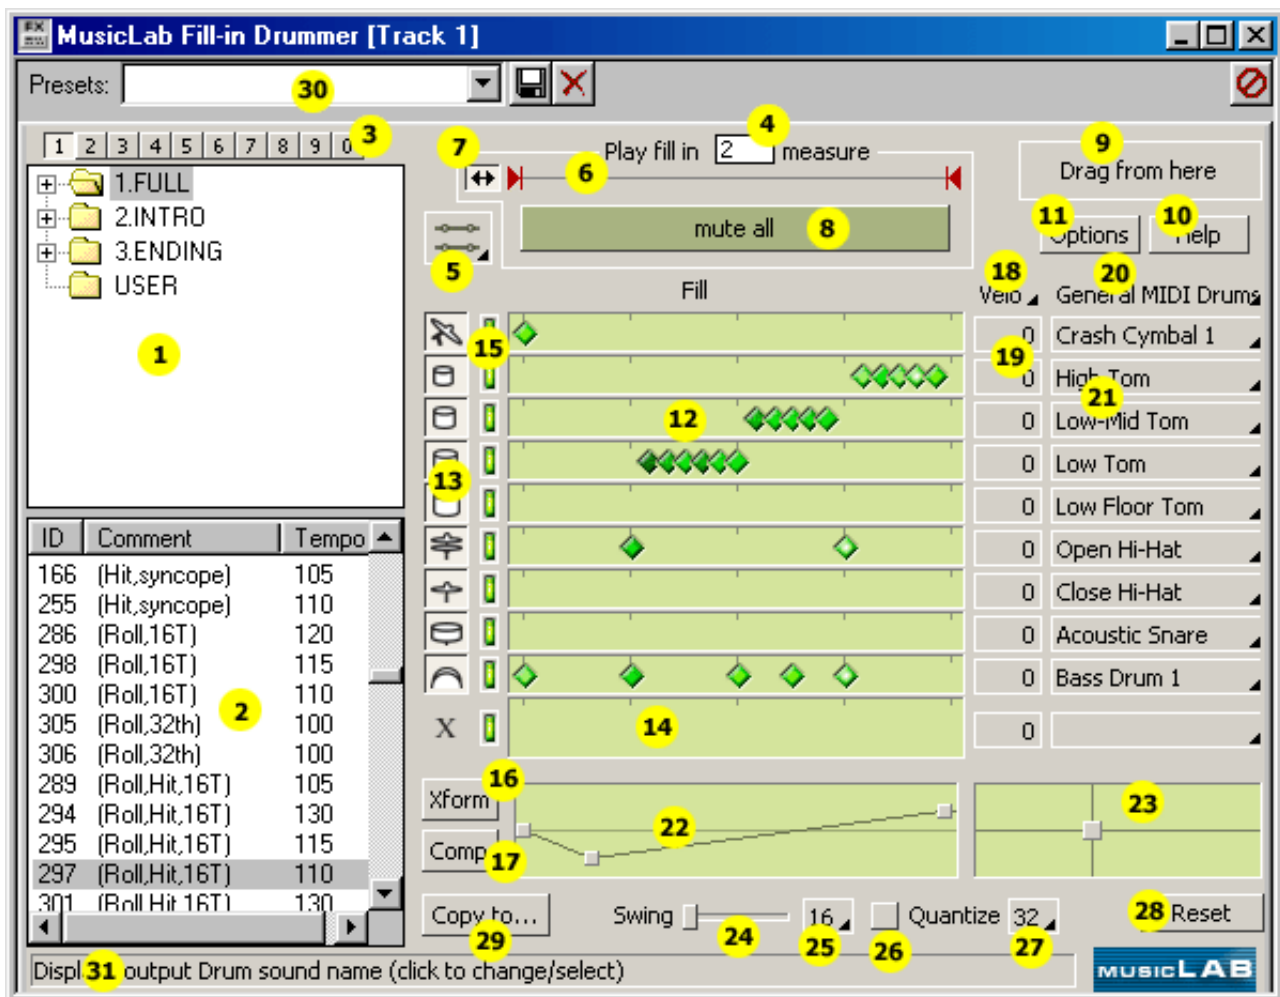 FX
MusicLab Fill-in Drummer [Track 1]
Presets:
30
1 2 3 4 5 6 7 8 9 0
3
1.FULL
2.INTRO
3.ENDING
USER
1
7
4
Play fill in 2 measure
6
mute all 8
5
9
Drag from here
11
10
Options Help
18
20
Fill
Velo General MIDI Drums
15
0 Crash Cymbal 1
19
0 High Tom
21
12
0 Low-Mid Tom
0 Low Tom
13
0 Low Floor Tom
0 Open Hi-Hat
0 Close Hi-Hat
0 Acoustic Snare
0 Bass Drum 1
X
14
0
ID Comment Tempo
166 (Hit,syncope) 105
255 (Hit,syncope) 110
286 (Roll,16T) 120
298 (Roll,16T) 115
300 (Roll,16T) 110
2
305 (Roll,32th) 100
306 (Roll,32th) 100
289 (Roll,Hit,16T) 105
294 (Roll,Hit,16T) 130
295 (Roll,Hit,16T) 115
297 (Roll,Hit,16T) 110
301 (Roll,Hit,16T) 130
16
Xform
22
23
Comp
17
Copy to...
29
Swing
24
16
25
26
Quantize 32
27
28 Reset
31
output Drum sound name (click to change/select)
MUSICLAB